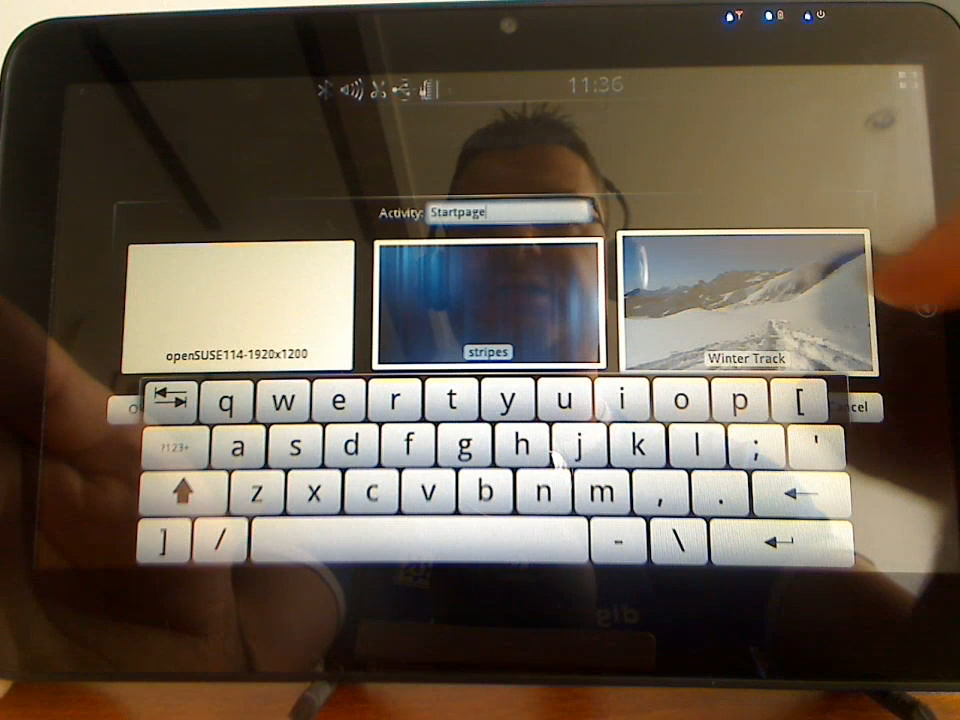 11:36
Activity: Startpage
openSUSE114-1920x1200
stripes
Winter Track
q w e r t y u i o p [
?123+ a s d f g h j k l ; '
z x c v b n m , .
] / - \